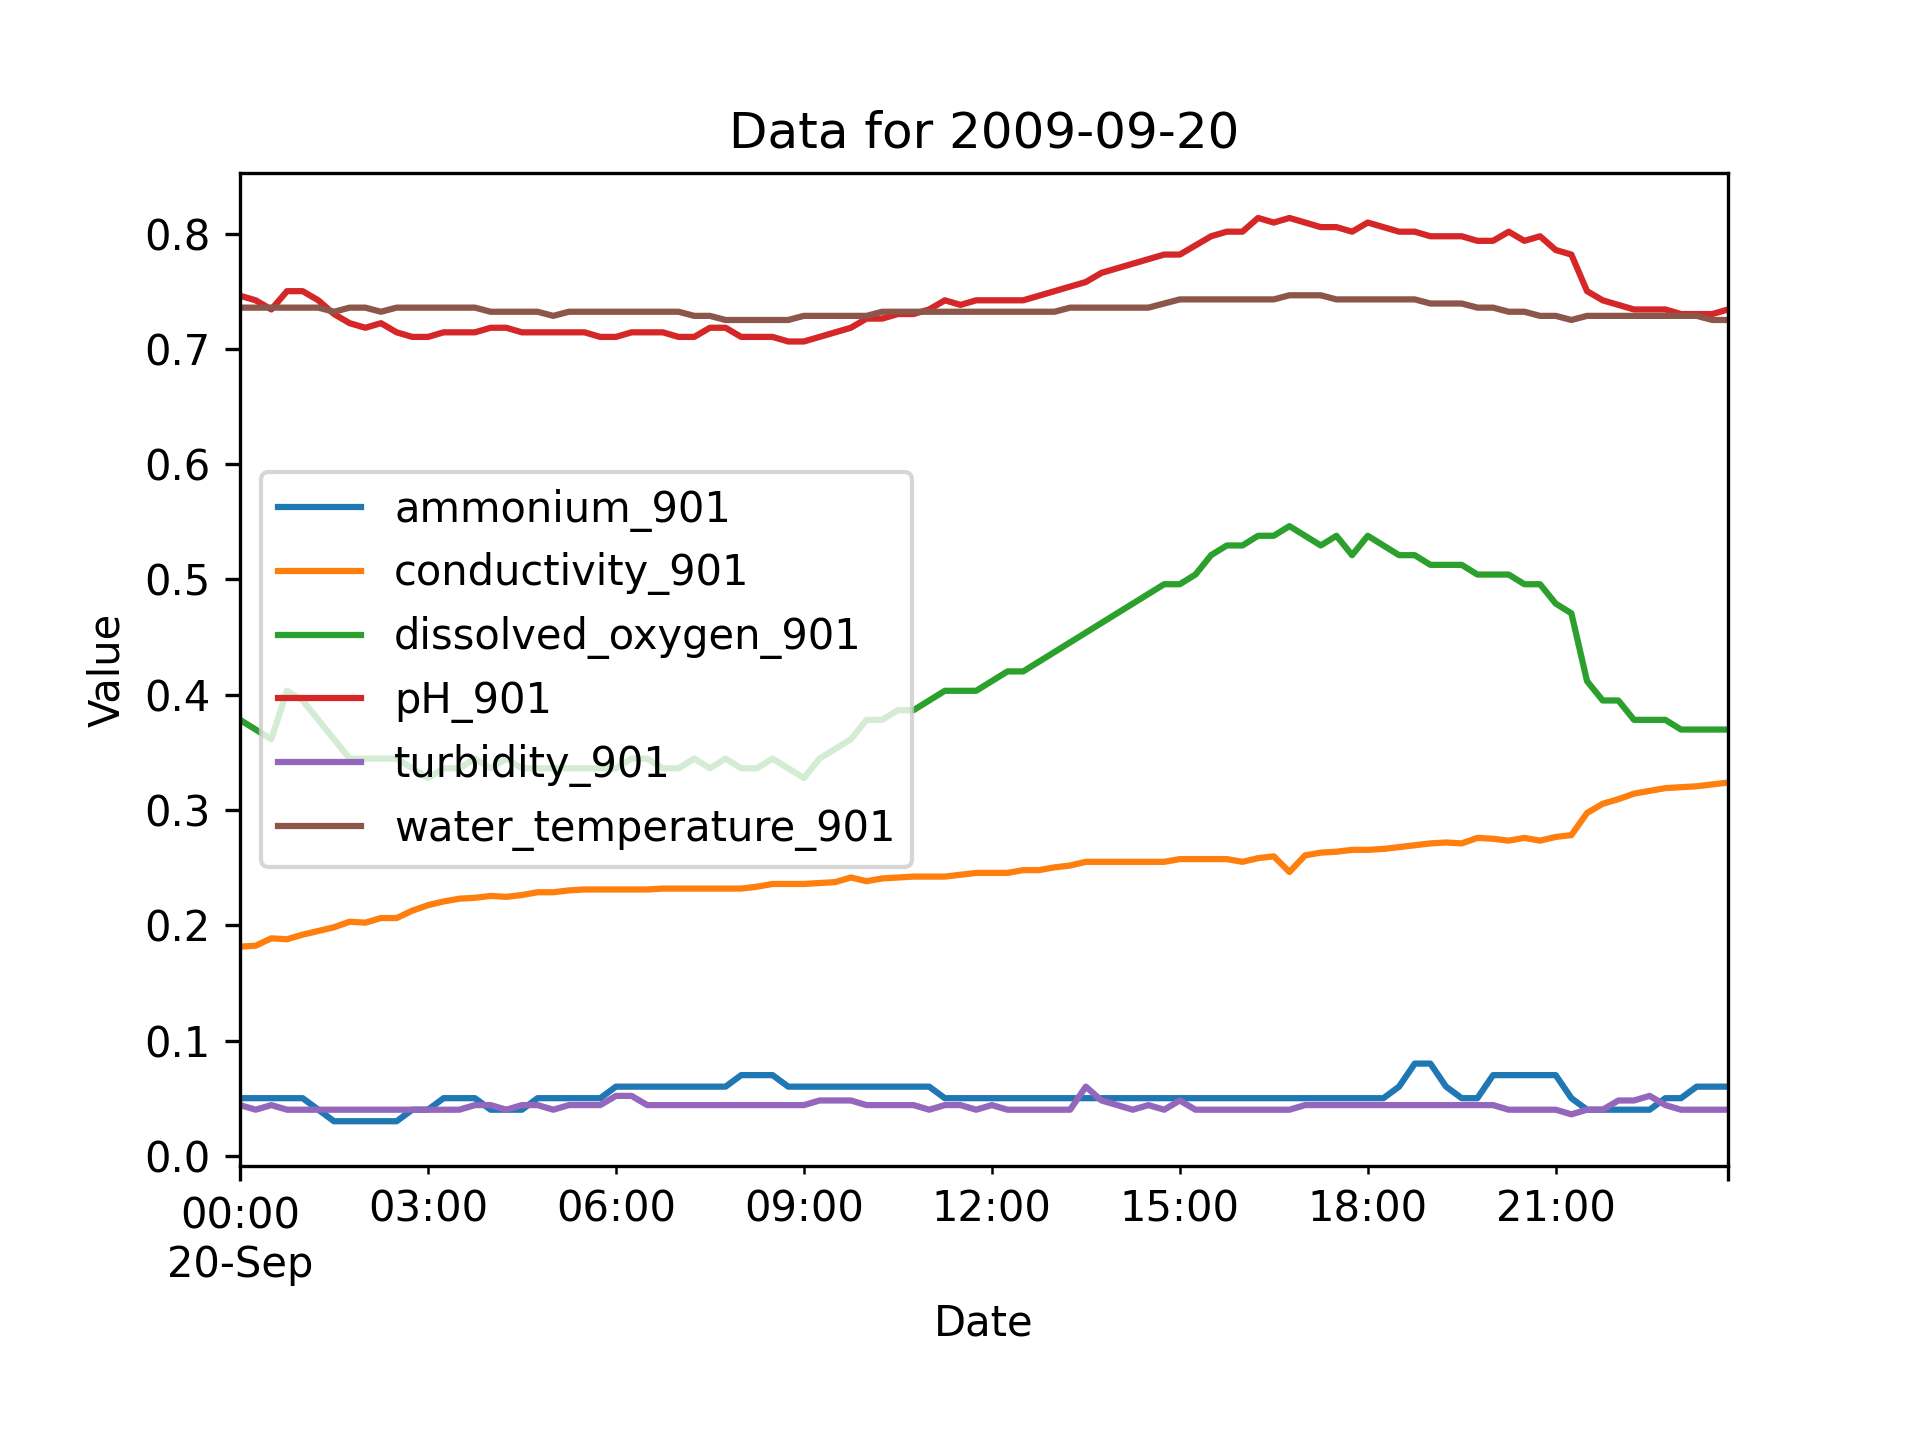 Data for 2009-09-20
0.8
0.7
0.6
0.5
0.4
0.3
0.2
0.1
0.0
Value
ammonium_901
conductivity_901
dissolved_oxygen_901
pH_901
turbidity_901
water_temperature_901
00:00 03:00 06:00 09:00 12:00 15:00 18:00 21:00
20-Sep
Date